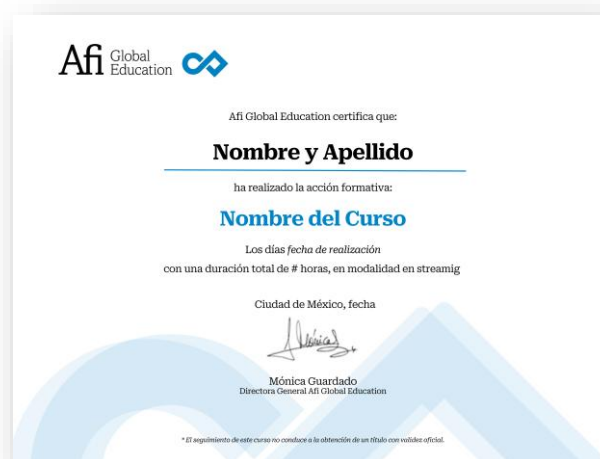 Afi Global
Education
Afi Global Education certifica que:
Nombre y Apellido
ha realizado la acción formativa:
Nombre del Curso
Los días fecha de realización
con una duración total de # horas, en modalidad en streamig
Ciudad de México, fecha
Mónica
Mónica Guardado
Directora General Afi Global Education
* El seguimiento de este curso no conduce a la obtención de un título con validez oficial.